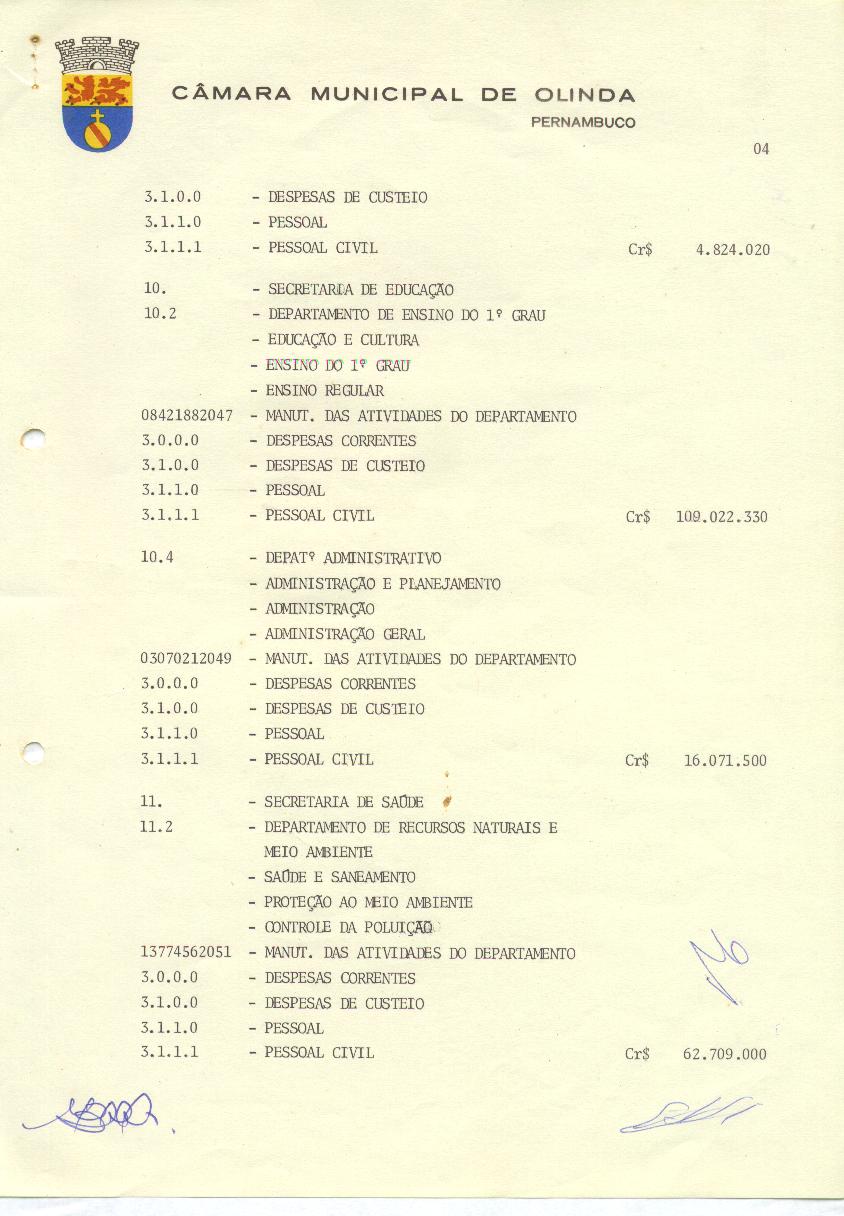 CÂMARA MUNICIPAL DE OLINDA
PERNAMBUCO
04
3.1.0.0 - DESPESAS DE CUSTEIO
3.1.1.0 - PESSOAL
3.1.1.1 - PESSOAL CIVIL Cr$ 4.824.020
10. - SECRETARIA DE EDUCAÇÃO
10.2 - DEPARTAMENTO DE ENSINO DO 1º GRAU
- EDUCAÇÃO E CULTURA
- ENSINO DO 1º GRAU
- ENSINO REGULAR
08421882047 - MANUT. DAS ATIVIDADES DO DEPARTAMENTO
3.0.0.0 - DESPESAS CORRENTES
3.1.0.0 - DESPESAS DE CUSTEIO
3.1.1.0 - PESSOAL
3.1.1.1 - PESSOAL CIVIL Cr$ 109.022.330
10.4 - DEPATº ADMINISTRATIVO
- ADMINISTRAÇÃO E PLANEJAMENTO
- ADMINISTRAÇÃO
- ADMINISTRAÇÃO GERAL
03070212049 - MANUT. DAS ATIVIDADES DO DEPARTAMENTO
3.0.0.0 - DESPESAS CORRENTES
3.1.0.0 - DESPESAS DE CUSTEIO
3.1.1.0 - PESSOAL
3.1.1.1 - PESSOAL CIVIL Cr$ 16.071.500
11. - SECRETARIA DE SAÚDE
11.2 - DEPARTAMENTO DE RECURSOS NATURAIS E
MEIO AMBIENTE
- SAÚDE E SANEAMENTO
- PROTEÇÃO AO MEIO AMBIENTE
- CONTROLE DA POLUIÇÃO
13774562051 - MANUT. DAS ATIVIDADES DO DEPARTAMENTO
3.0.0.0 - DESPESAS CORRENTES
3.1.0.0 - DESPESAS DE CUSTEIO
3.1.1.0 - PESSOAL
3.1.1.1 - PESSOAL CIVIL Cr$ 62.709.000